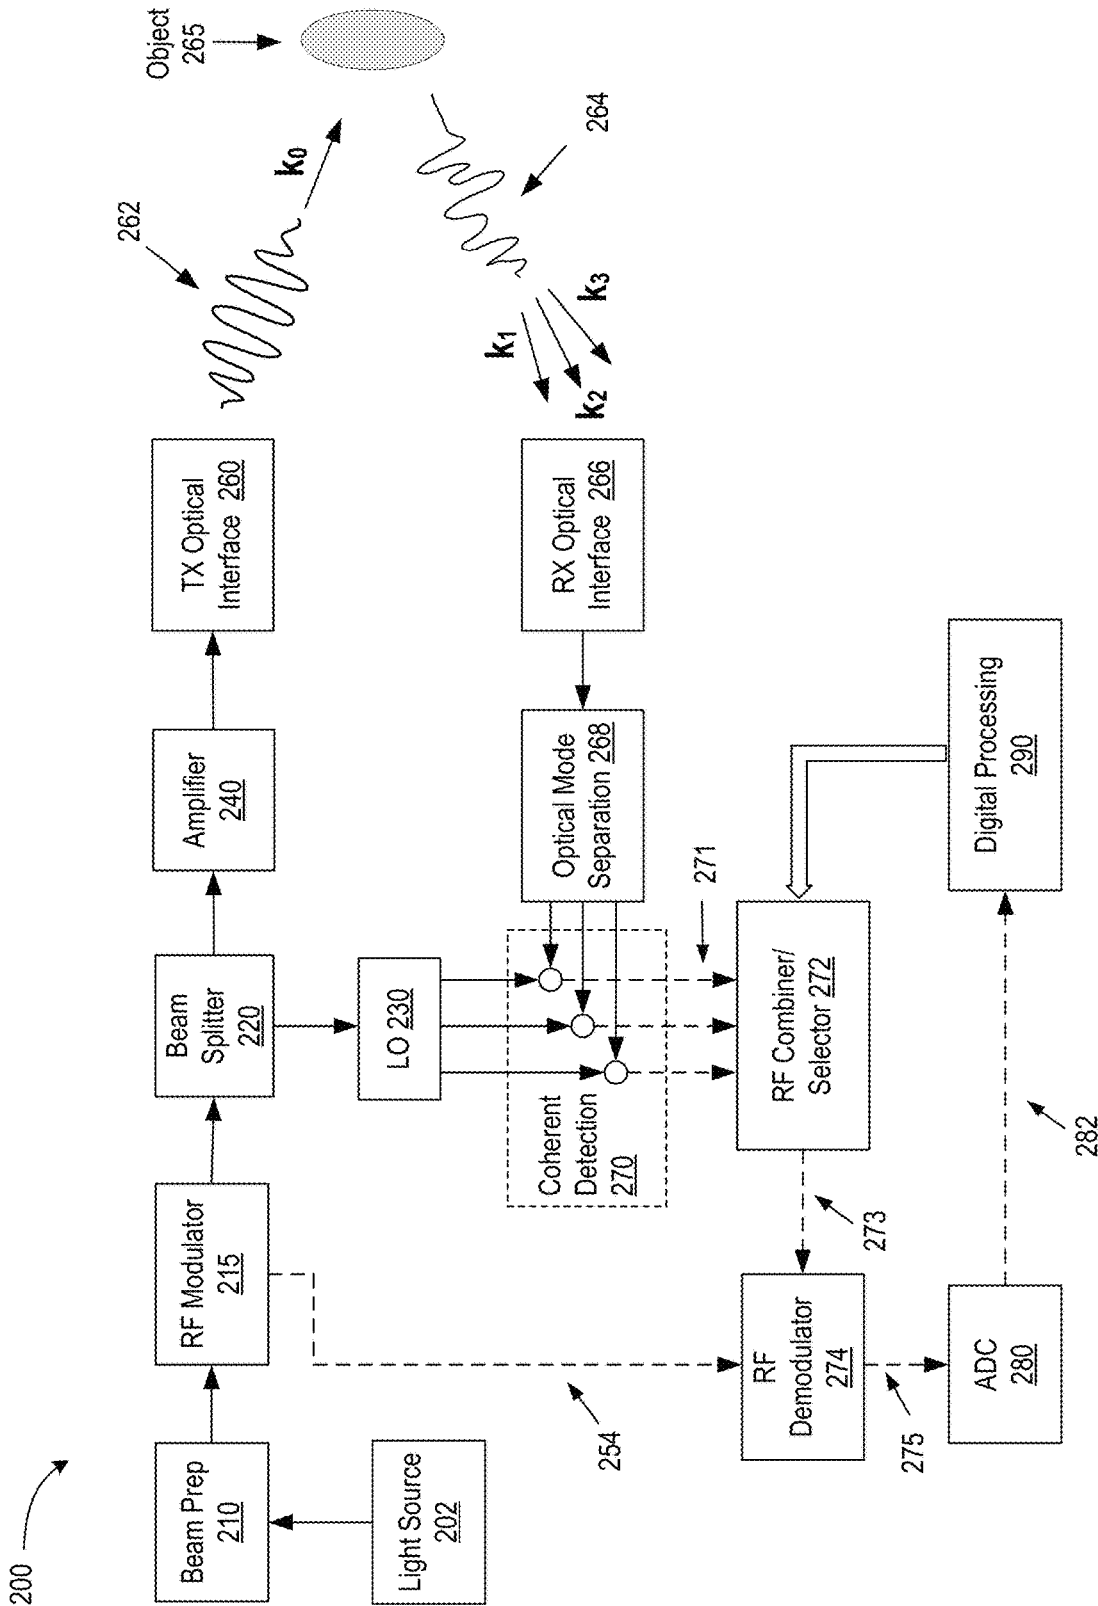 200
Beam Prep
210
Light Source
202
RF Modulator
215
254
Beam
Splitter
220
LO 230
Amplifier
240
TX Optical
Interface 260
262
k0
Object
265
264
k1
k2
k3
RX Optical
Interface 266
Optical Mode
Separation 268
Coherent
Detection
270
271
RF Combiner/
Selector 272
273
RF
Demodulator
274
275
ADC
280
282
Digital Processing
290